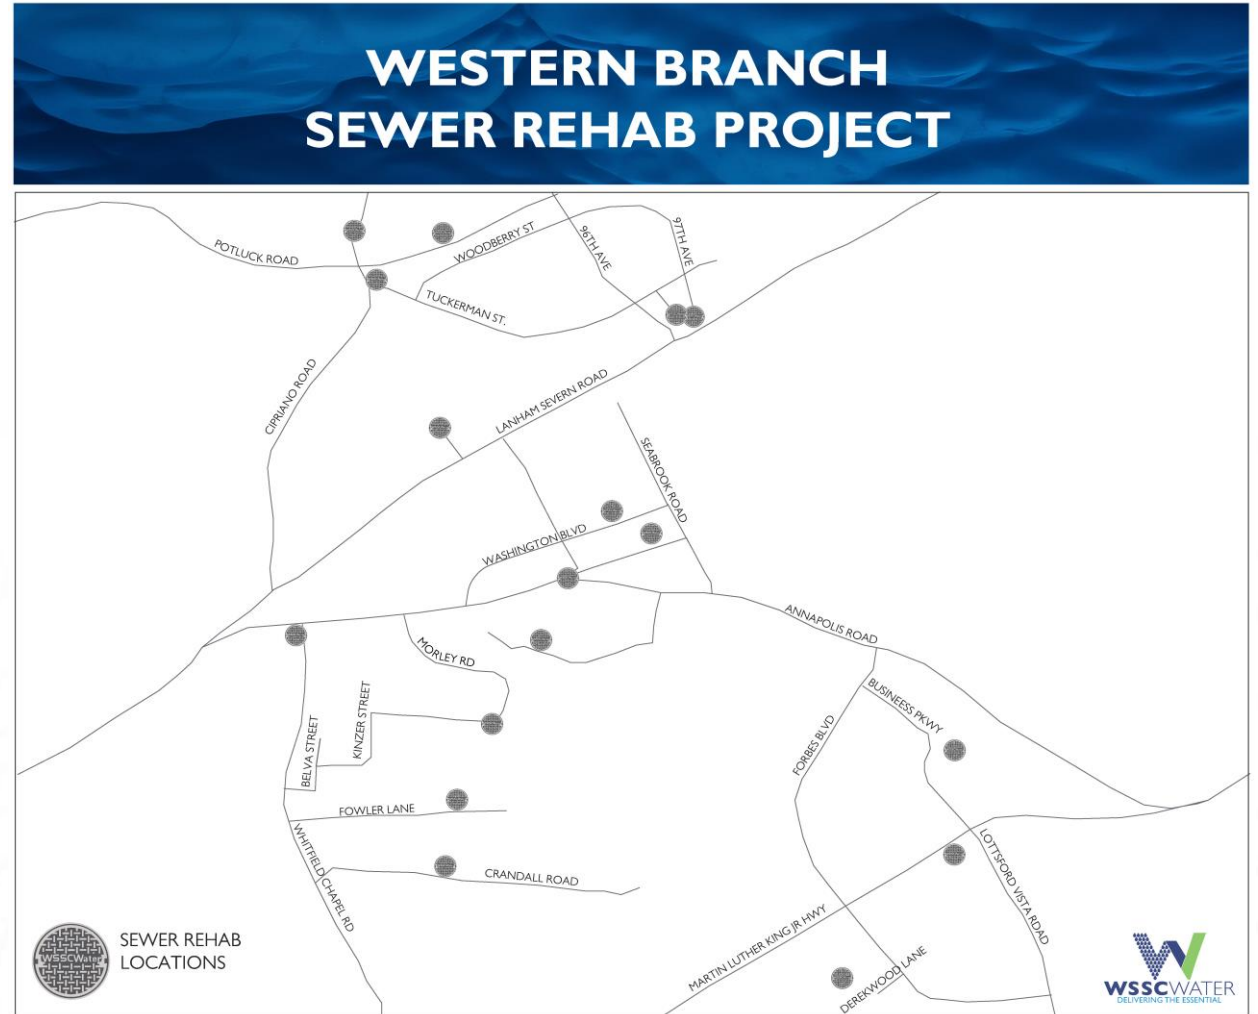 WESTERN BRANCH
SEWER REHAB PROJECT
POTLUCK ROAD
WOODBERRY ST
96TH AVE
97TH AVE
TUCKERMAN ST.
CIPRIANO ROAD
LANHAM SEVERN ROAD
SEABROOK ROAD
WASHINGTON BLVD
ANNAPOLIS ROAD
MORLEY RD
KINZER STREET
BELVA STREET
BUSINEESS PKWY
FORBES BLVD
FOWLER LANE
WHITFIELD CHAPEL RD
CRANDALL ROAD
LOTTSFORD VISTA RDAD
MARTIN LUTHER KING JR HWY
DEREKWOOD LANE
WSSCWater
SEWER REHAB
LOCATIONS
WSSCWATER
DELIVERING THE ESSENTIAL